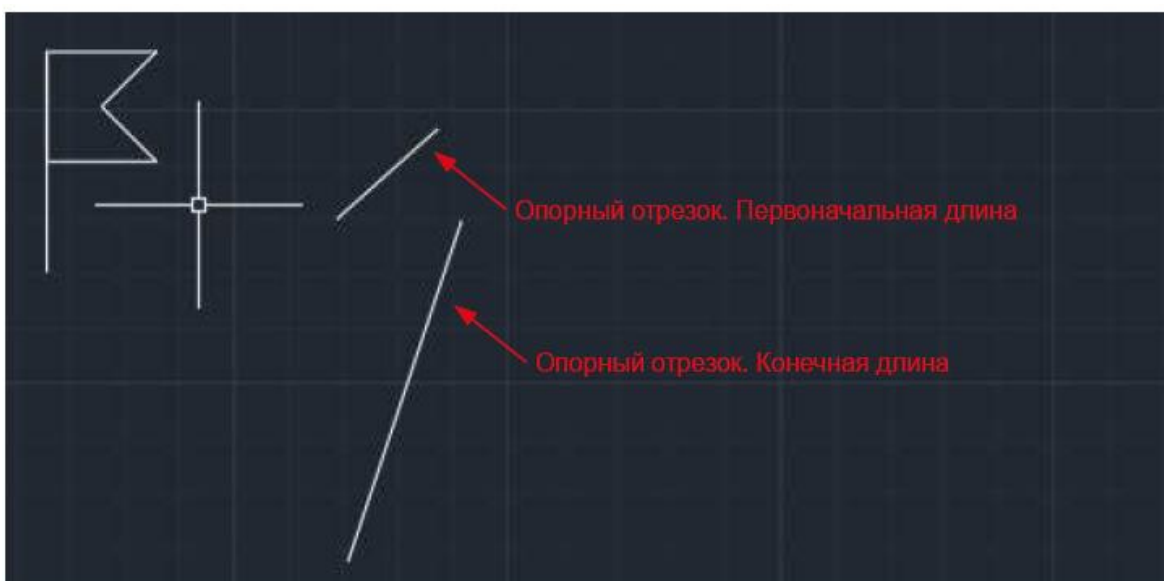 Опорный отрезок. Первоначальная длина
Опорный отрезок. Конечная длина